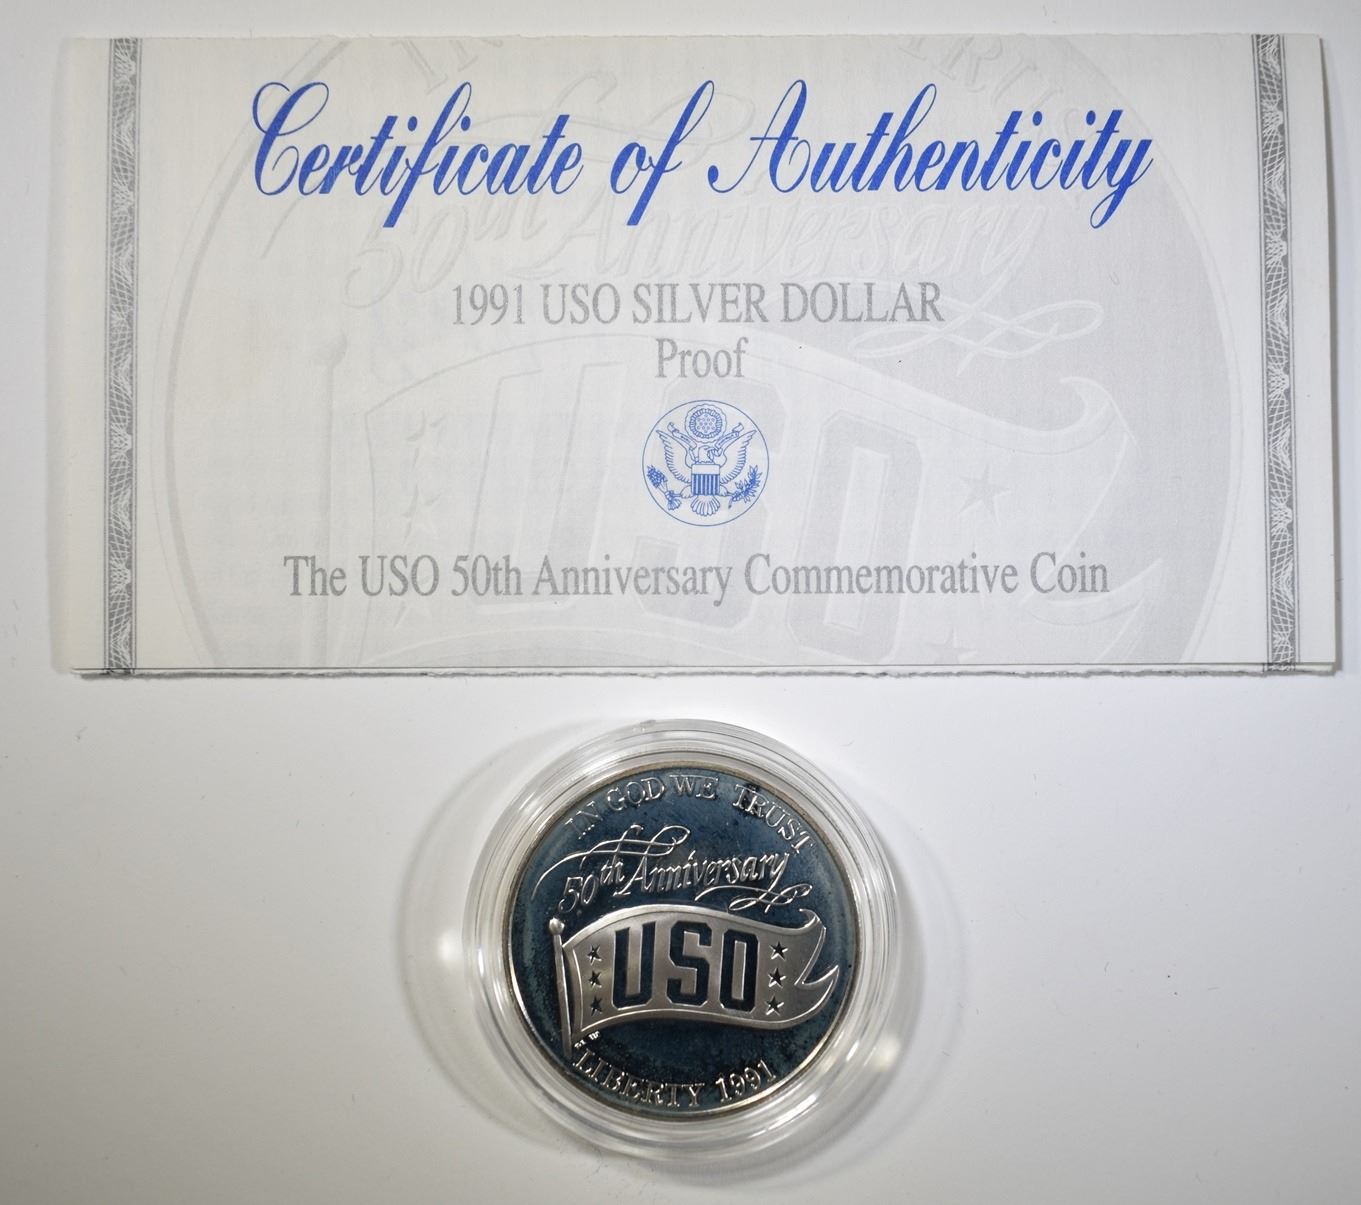 Certificate of Authenticity
1991 USO SILVER DOLLAR
Proof
The USO 50th Anniversary Commemorative Coin
IN GOD WE TRUST
50th Anniversary
USO
LIBERTY 1991